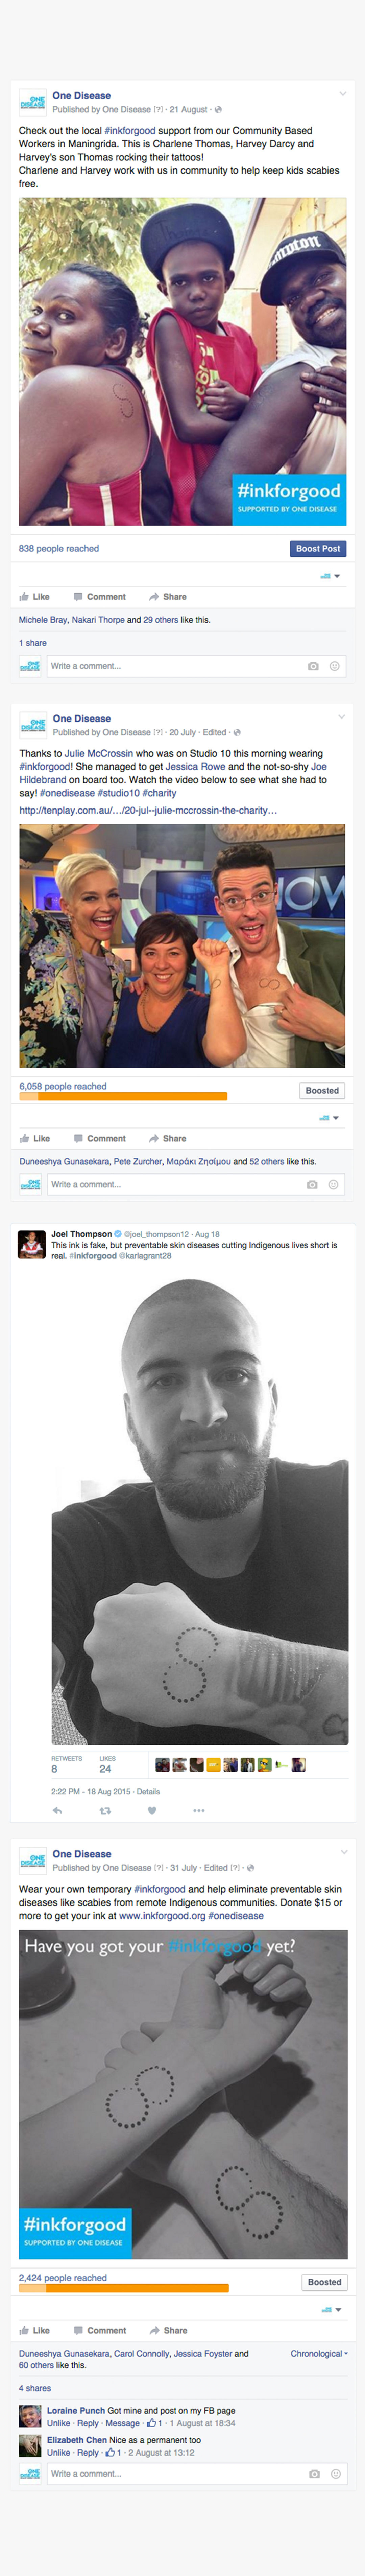 ONE
DISEASE
One Disease
Published by One Disease [?] · 21 August ·
Check out the local #inkforgood support from our Community Based
Workers in Maningrida. This is Charlene Thomas, Harvey Darcy and
Harvey's son Thomas rocking their tattoos!
Charlene and Harvey work with us in community to help keep kids scabies
free.
#inkforgood
SUPPORTED BY ONE DISEASE
838 people reached
Boost Post
Like Comment Share
Michele Bray, Nakari Thorpe and 29 others like this.
1 share
ONE
DISEASE
Write a comment...
ONE
DISEASE
One Disease
Published by One Disease [?] · 20 July · Edited ·
Thanks to Julie McCrossin who was on Studio 10 this morning wearing
#inkforgood! She managed to get Jessica Rowe and the not-so-shy Joe
Hildebrand on board too. Watch the video below to see what she had to
say! #onedisease #studio10 #charity
http://tenplay.com.au/.../20-jul--julie-mccrossin-the-charity...
6,058 people reached
Boosted
Like Comment Share
Duneeshya Gunasekara, Pete Zurcher, Μαράκι Ζησίμου and 52 others like this.
ONE
DISEASE
Write a comment...
Joel Thompson @joel_thompson12 · Aug 18
This ink is fake, but preventable skin diseases cutting Indigenous lives short is
real. #inkforgood @karlagrant28
RETWEETS LIKES
8 24
2:22 PM - 18 Aug 2015 · Details
ONE
DISEASE
One Disease
Published by One Disease [?] · 31 July · Edited [?] ·
Wear your own temporary #inkforgood and help eliminate preventable skin
diseases like scabies from remote Indigenous communities. Donate $15 or
more to get your ink at www.inkforgood.org #onedisease
Have you got your #inkforgood yet?
#inkforgood
SUPPORTED BY ONE DISEASE
2,424 people reached
Boosted
Like Comment Share
Duneeshya Gunasekara, Carol Connolly, Jessica Foyster and
60 others like this.
Chronological
4 shares
Loraine Punch Got mine and post on my FB page
Unlike · Reply · Message · 1 · 1 August at 18:34
Elizabeth Chen Nice as a permanent too
Unlike · Reply · 1 · 2 August at 13:12
ONE
DISEASE
Write a comment...